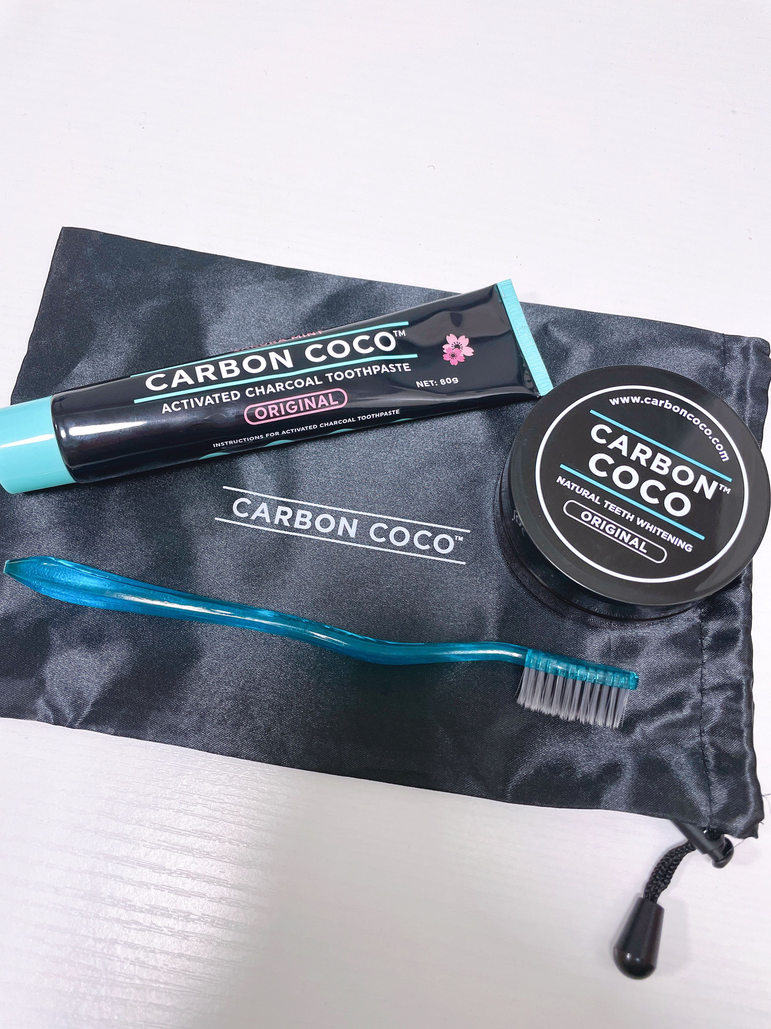 CARBON COCO™
ACTIVATED CHARCOAL TOOTHPASTE
ORIGINAL
NET: 80g
INSTRUCTIONS FOR ACTIVATED CHARCOAL TOOTHPASTE
www.carboncoco.com
CARBON
COCO™
NATURAL TEETH WHITENING
ORIGINAL
CARBON COCO™